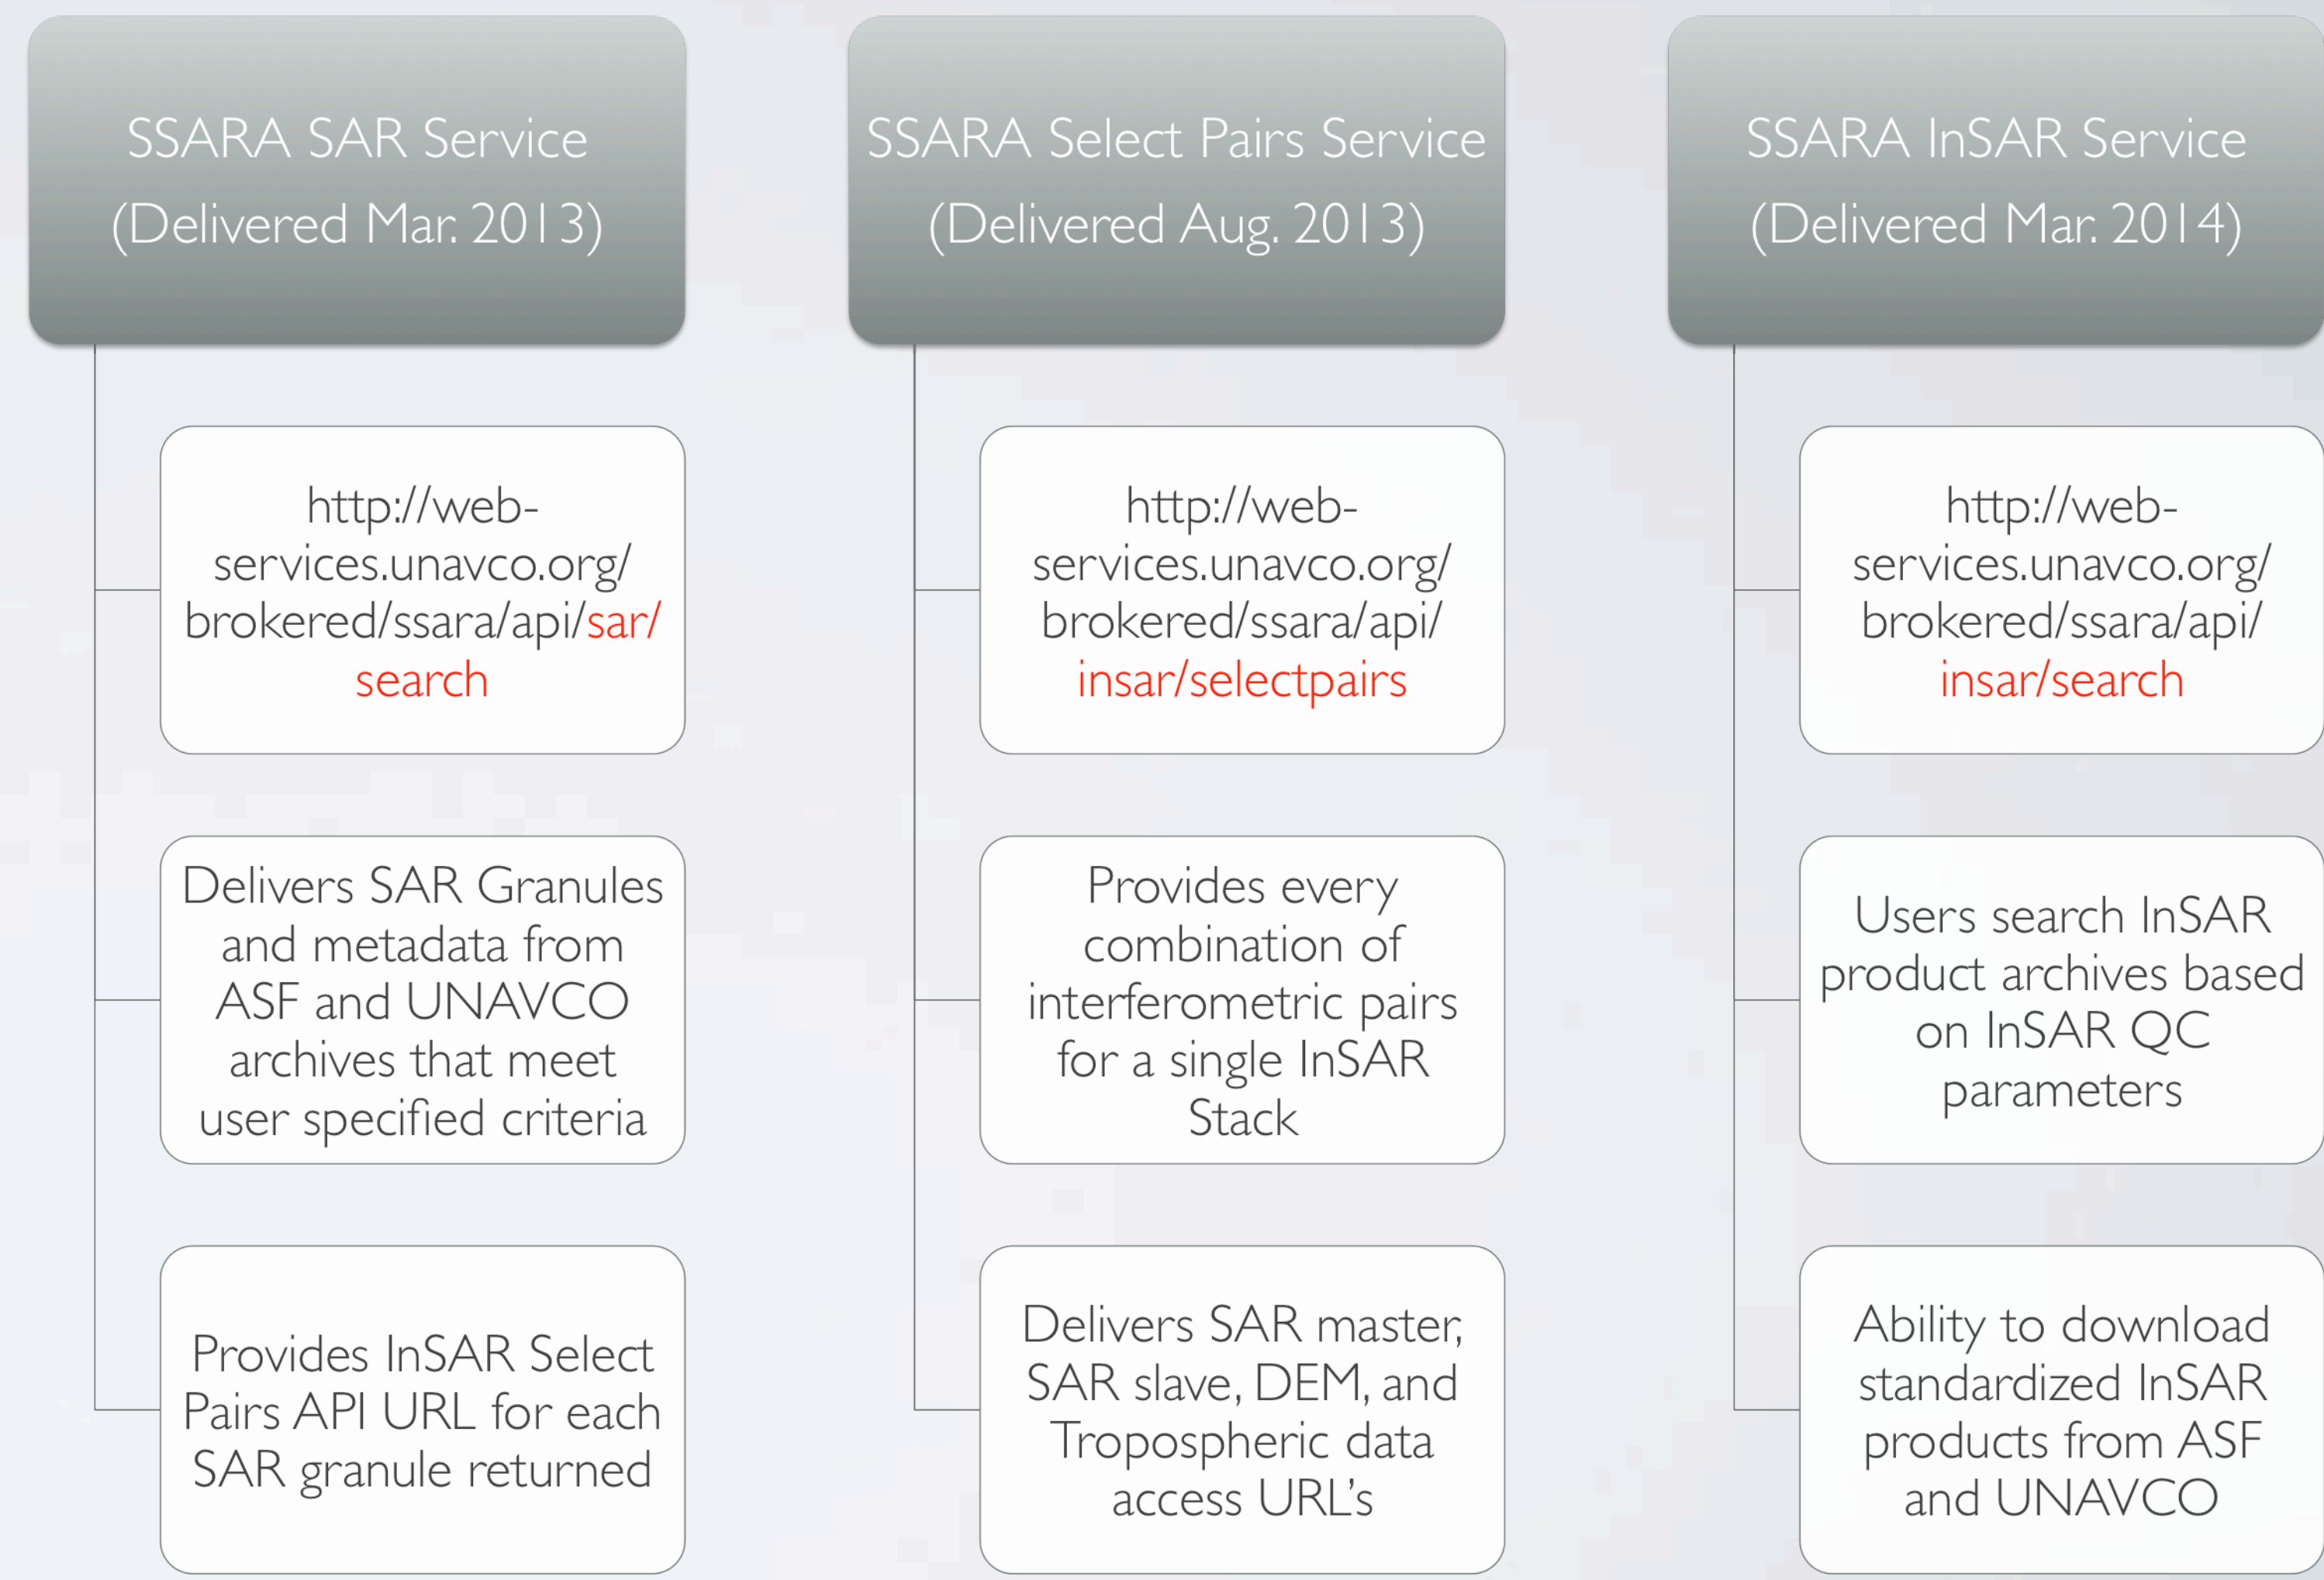 SSARA SAR Service
(Delivered Mar. 2013)
http://web-
services.unavco.org/
brokered/ssara/api/sar/
search
Delivers SAR Granules
and metadata from
ASF and UNAVCO
archives that meet
user specified criteria
Provides InSAR Select
Pairs API URL for each
SAR granule returned
SSARA Select Pairs Service
(Delivered Aug. 2013)
http://web-
services.unavco.org/
brokered/ssara/api/
insar/selectpairs
Provides every
combination of
interferometric pairs
for a single InSAR
Stack
Delivers SAR master,
SAR slave, DEM, and
Tropospheric data
access URL's
SSARA InSAR Service
(Delivered Mar. 2014)
http://web-
services.unavco.org/
brokered/ssara/api/
insar/search
Users search InSAR
product archives based
on InSAR QC
parameters
Ability to download
standardized InSAR
products from ASF
and UNAVCO